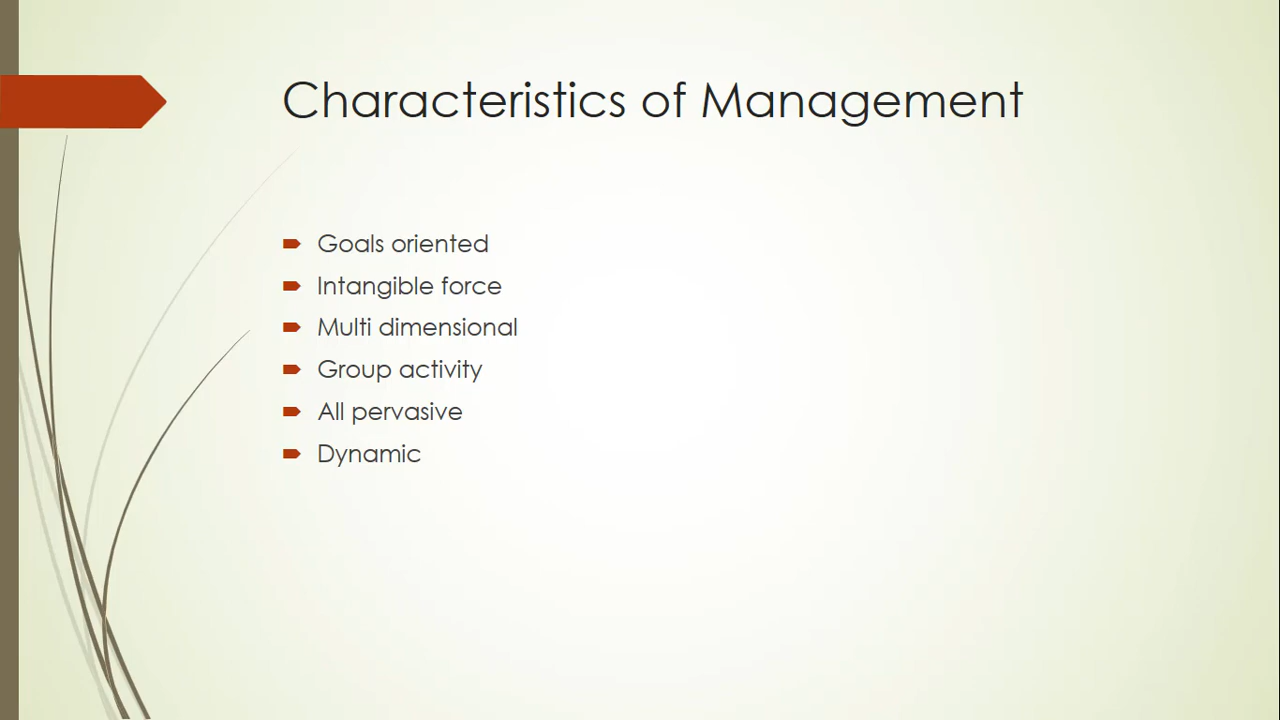 Characteristics of Management
Goals oriented
Intangible force
Multi dimensional
Group activity
All pervasive
Dynamic